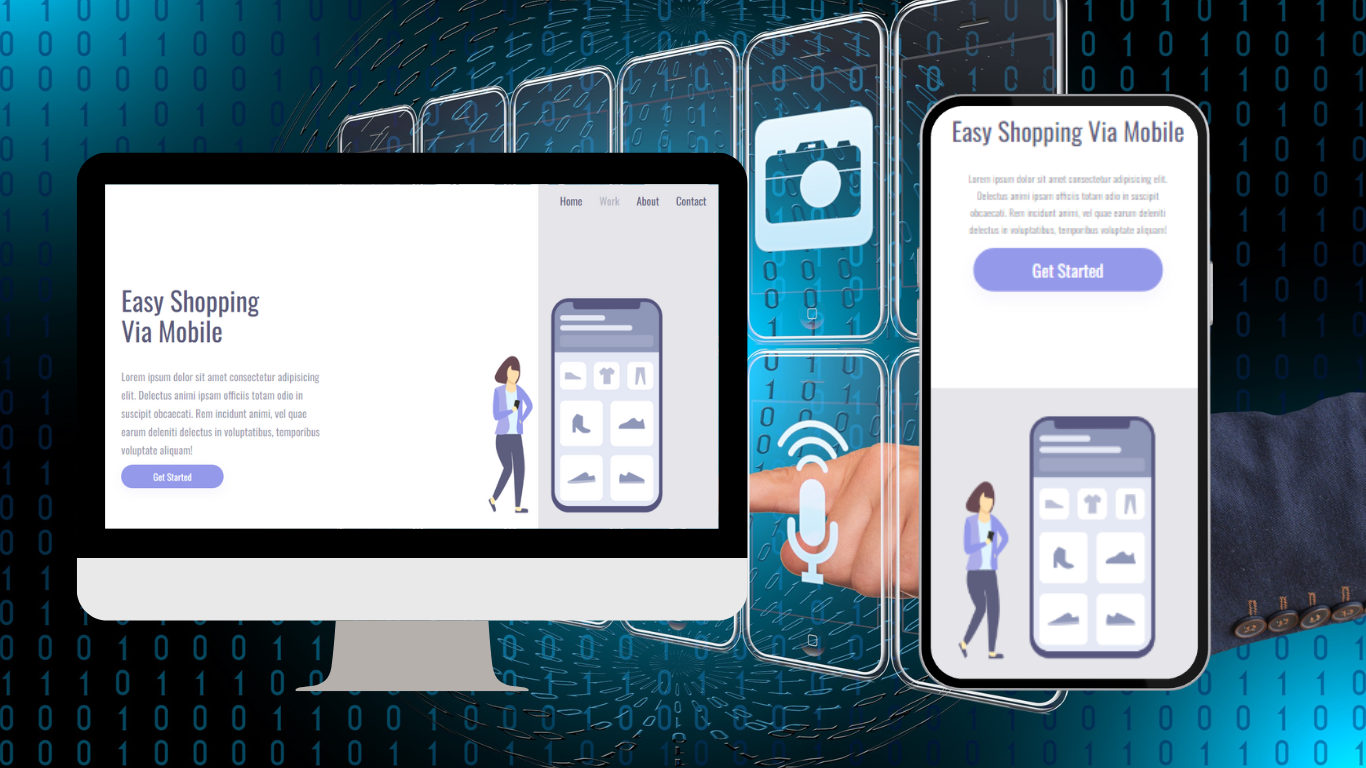 Home Work About Contact
Easy Shopping
Via Mobile
Lorem ipsum dolor sit amet consectetur adipisicing
elit. Delectus animi ipsam officiis totam odio in
suscipit obcaecati. Rem incidunt animi, vel quae
earum deleniti delectus in voluptatibus, temporibus
voluptate aliquam!
Get Started
Easy Shopping Via Mobile
Lorem ipsum dolor sit amet consectetur adipisicing elit.
Delectus animi ipsam officiis totam odio in suscipit
obcaecati. Rem incidunt animi, vel quae earum deleniti
delectus in voluptatibus, temporibus voluptate aliquam!
Get Started